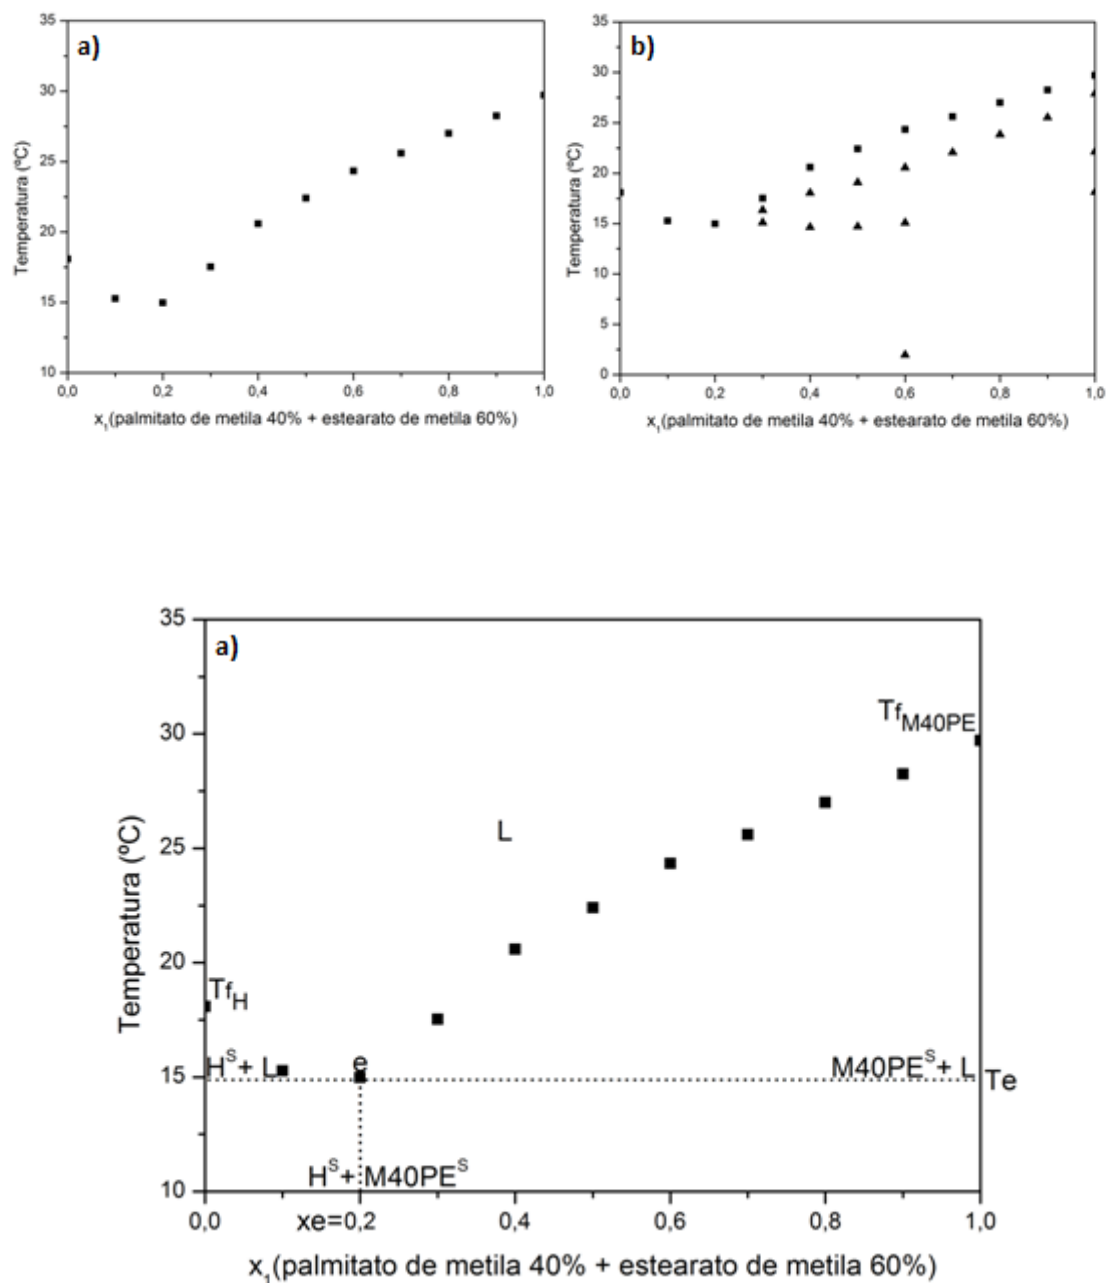 a)
35
30
25
20
15
10
Temperatura (ºC)
0,0 0,2 0,4 0,6 0,8 1,0
x1(palmitato de metila 40% + estearato de metila 60%)
b)
35
30
25
20
15
10
5
0
Temperatura (ºC)
0,0 0,2 0,4 0,6 0,8 1,0
x1(palmitato de metila 40% + estearato de metila 60%)
a)
35
30
25
20
15
10
Temperatura (ºC)
TfM40PE
L
TfH
HS+ L
e
M40PES+ L
Te
HS+ M40PES
0,0 xe=0,2 0,4 0,6 0,8 1,0
x1(palmitato de metila 40% + estearato de metila 60%)